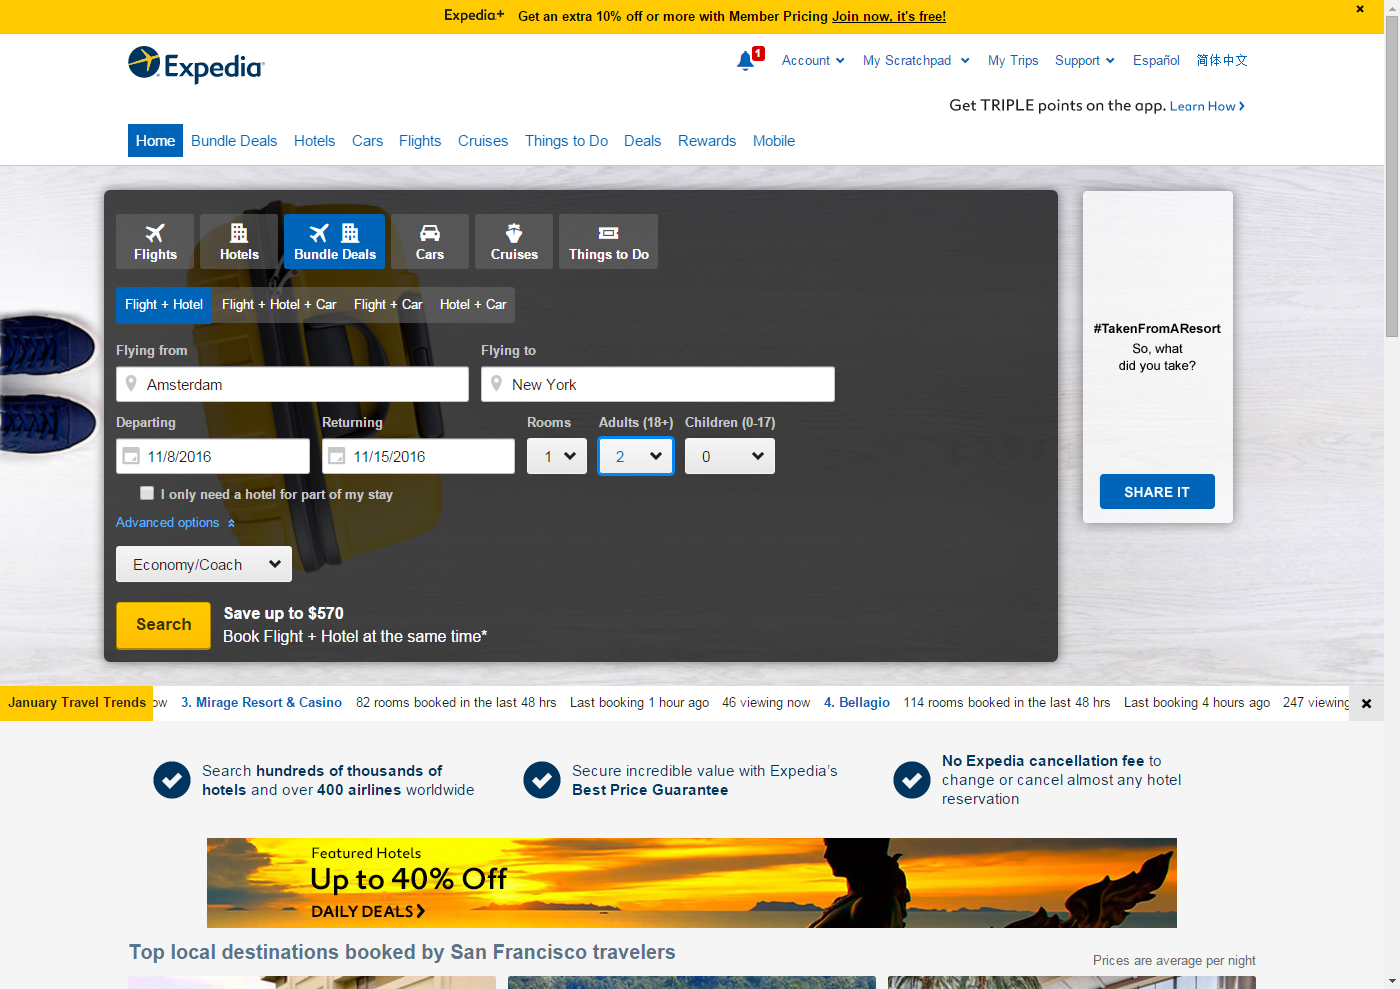 Expedia+ Get an extra 10% off or more with Member Pricing Join now, it's free!
Expedia
1
Account My Scratchpad My Trips Support Español 简体中文
Get TRIPLE points on the app. Learn How
Home Bundle Deals Hotels Cars Flights Cruises Things to Do Deals Rewards Mobile
Flights Hotels Bundle Deals Cars Cruises Things to Do
Flight + Hotel Flight + Hotel + Car Flight + Car Hotel + Car
Flying from Flying to
Amsterdam New York
Departing Returning Rooms Adults (18+) Children (0-17)
11/8/2016 11/15/2016 1 2 0
I only need a hotel for part of my stay
Advanced options
Economy/Coach
Search
Save up to $570
Book Flight + Hotel at the same time*
#TakenFromAResort
So, what
did you take?
SHARE IT
January Travel Trends ow 3. Mirage Resort & Casino 82 rooms booked in the last 48 hrs Last booking 1 hour ago 46 viewing now 4. Bellagio 114 rooms booked in the last 48 hrs Last booking 4 hours ago 247 viewing
Search hundreds of thousands of
hotels and over 400 airlines worldwide
Secure incredible value with Expedia's
Best Price Guarantee
No Expedia cancellation fee to
change or cancel almost any hotel
reservation
Featured Hotels
Up to 40% Off
DAILY DEALS
Top local destinations booked by San Francisco travelers
Prices are average per night